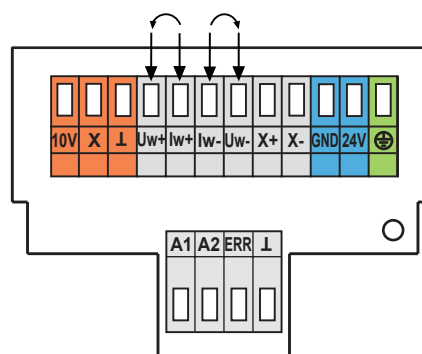 10V X ⊥ Uw+ Iw+ Iw- Uw- X+ X- GND 24V
A1 A2 ERR ⊥